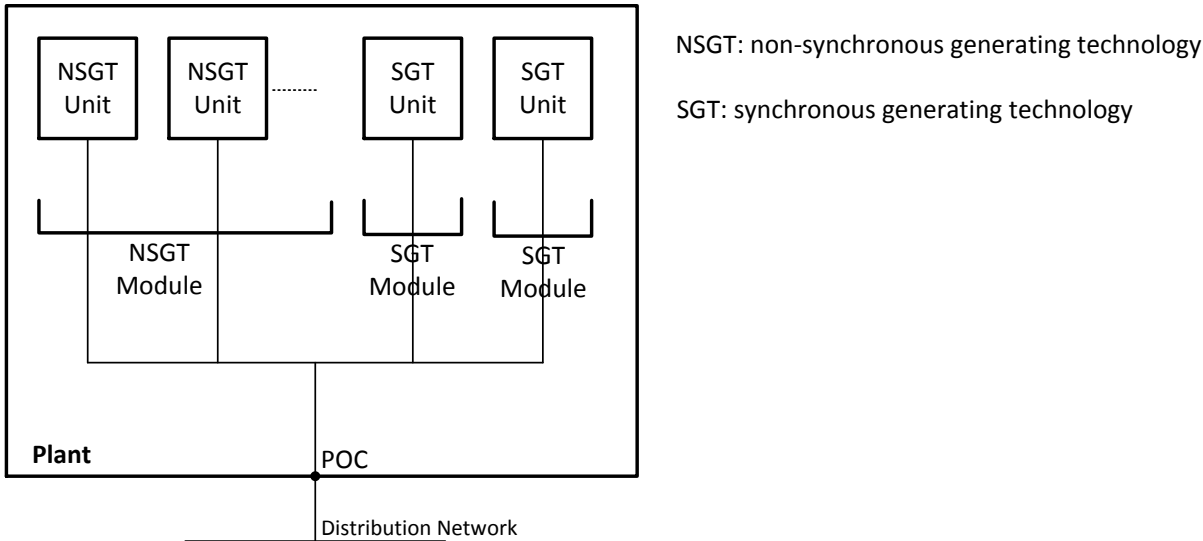 NSGT
Unit
NSGT
Unit
SGT
Unit
SGT
Unit
NSGT: non-synchronous generating technology
SGT: synchronous generating technology
NSGT
Module
SGT
Module
SGT
Module
Plant
POC
Distribution Network